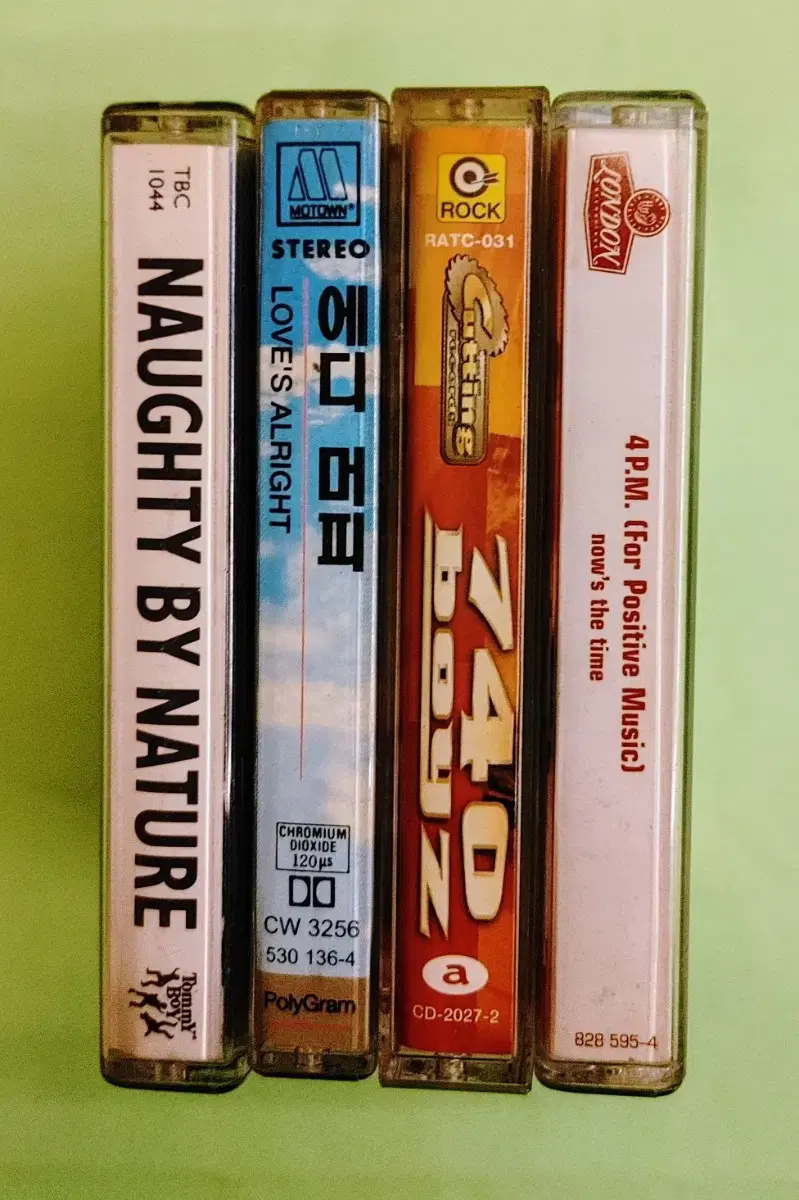 TBC
1044
NAUGHTY BY NATURE
Tommy
Boy
MOTOWN®
STEREO
에디 머피
LOVE'S ALRIGHT
CHROMIUM
DIOXIDE
120μs
CW 3256
530 136-4
PolyGram
ROCK
RATC-031
Cutting
records
740
boyz
a
CD-2027-2
LONDON
4 P.M. (For Positive Music)
now's the time
828 595-4